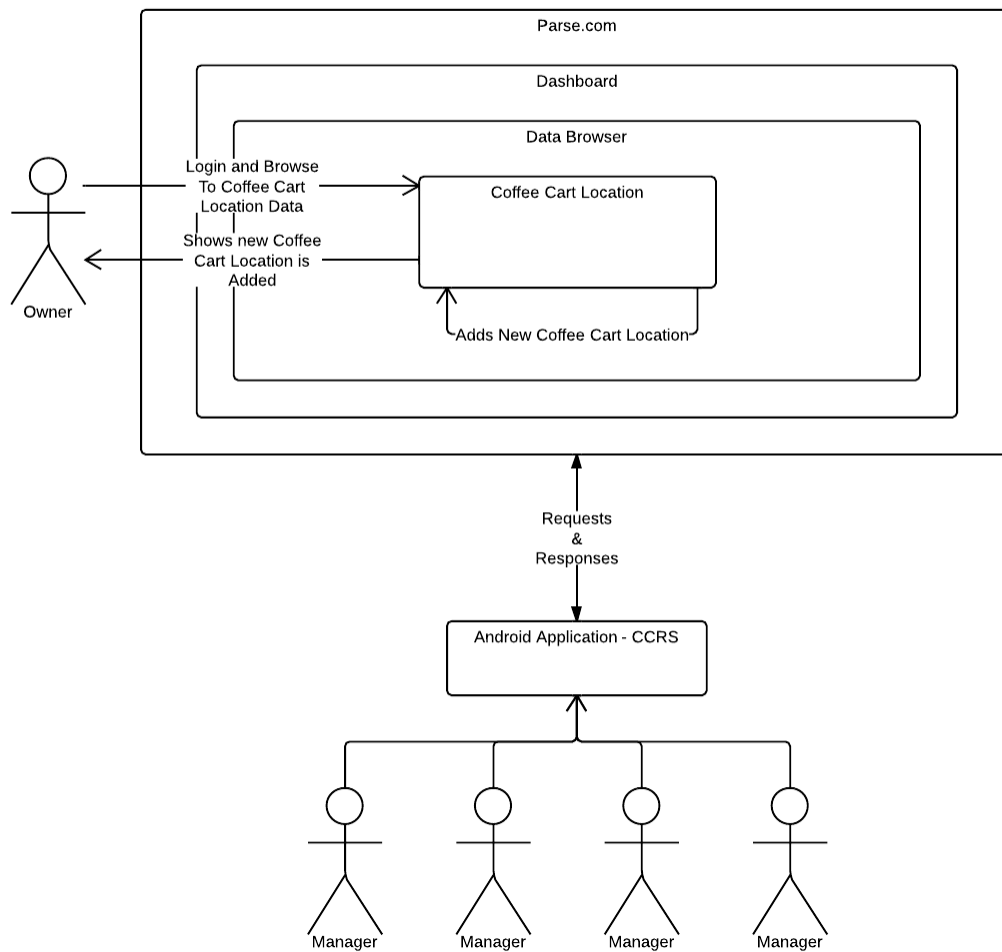 Parse.com
Dashboard
Data Browser
Login and Browse
To Coffee Cart
Location Data
Coffee Cart Location
Shows new Coffee
Cart Location is
Added
Owner
Adds New Coffee Cart Location
Requests
&
Responses
Android Application - CCRS
Manager
Manager
Manager
Manager